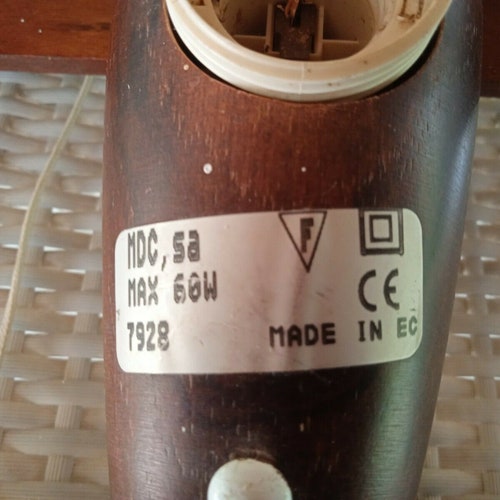 MDC,sa
F
MAX 60W
CE
7928
MADE IN EC